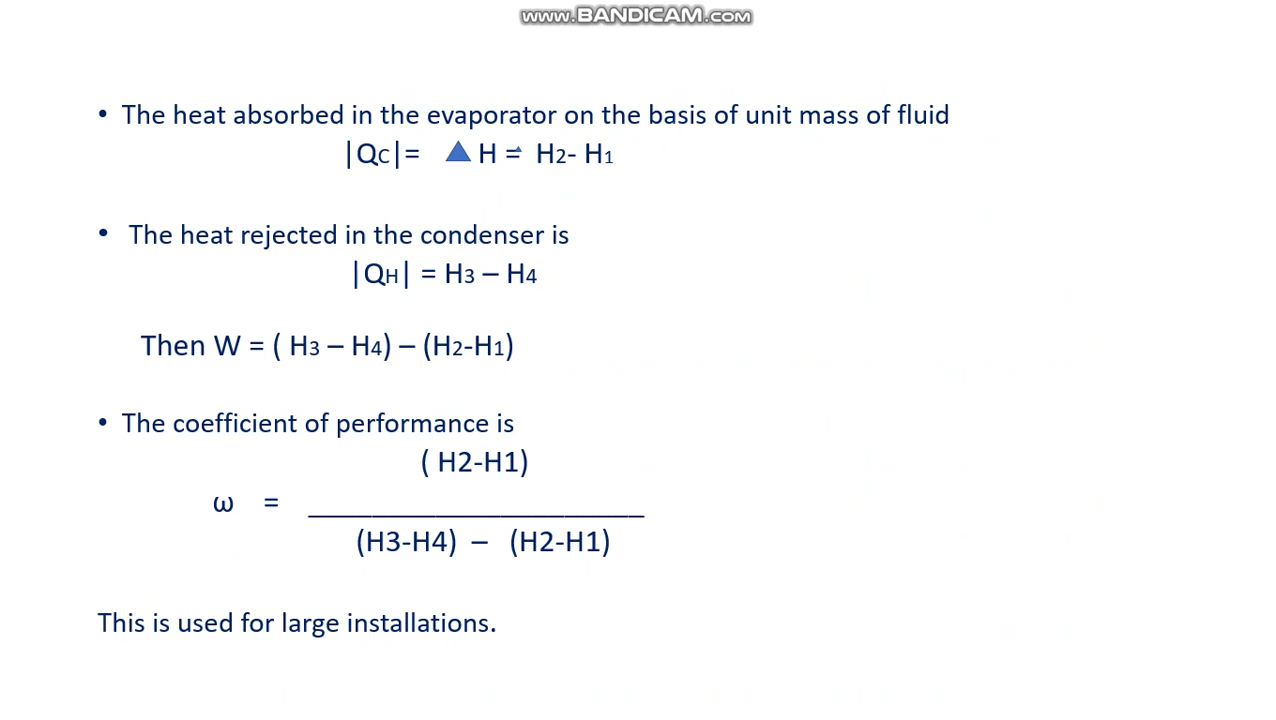 www.BANDICAM.com
• The heat absorbed in the evaporator on the basis of unit mass of fluid
|QC|= ▲ H = H2- H1
• The heat rejected in the condenser is
|QH| = H3 – H4
Then W = ( H3 – H4) – (H2-H1)
• The coefficient of performance is
( H2-H1)
ω = ______________________
(H3-H4) – (H2-H1)
This is used for large installations.